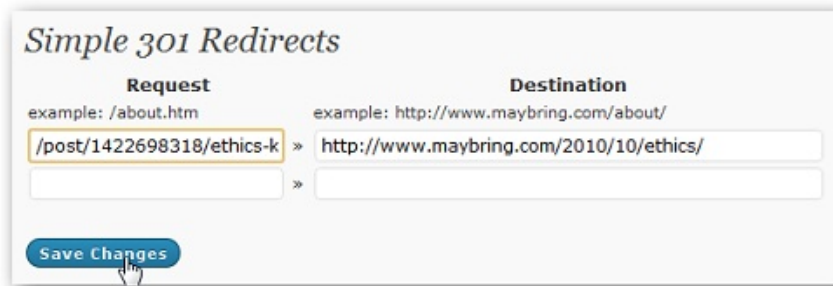 Simple 301 Redirects
Request Destination
example: /about.htm example: http://www.maybring.com/about/
/post/1422698318/ethics-k » http://www.maybring.com/2010/10/ethics/
»
Save Changes